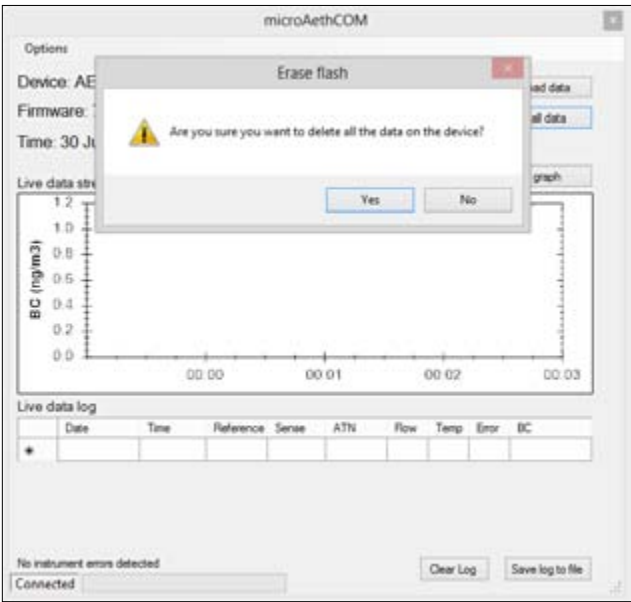 microAethCOM
Options
Erase flash
Device: AE
ad data
Firmware:
all data
Are you sure you want to delete all the data on the device?
Time: 30 Ju
Yes
No
Live data stre
graph
BC (ng/m3)
1.2
1.0
0.8
0.6
0.4
0.2
0.0
00:00 00:01 00:02 00:03
Live data log
Date Time Reference Sense ATN Flow Temp Error BC
No instrument errors detected
Clear Log
Save log to file
Connected